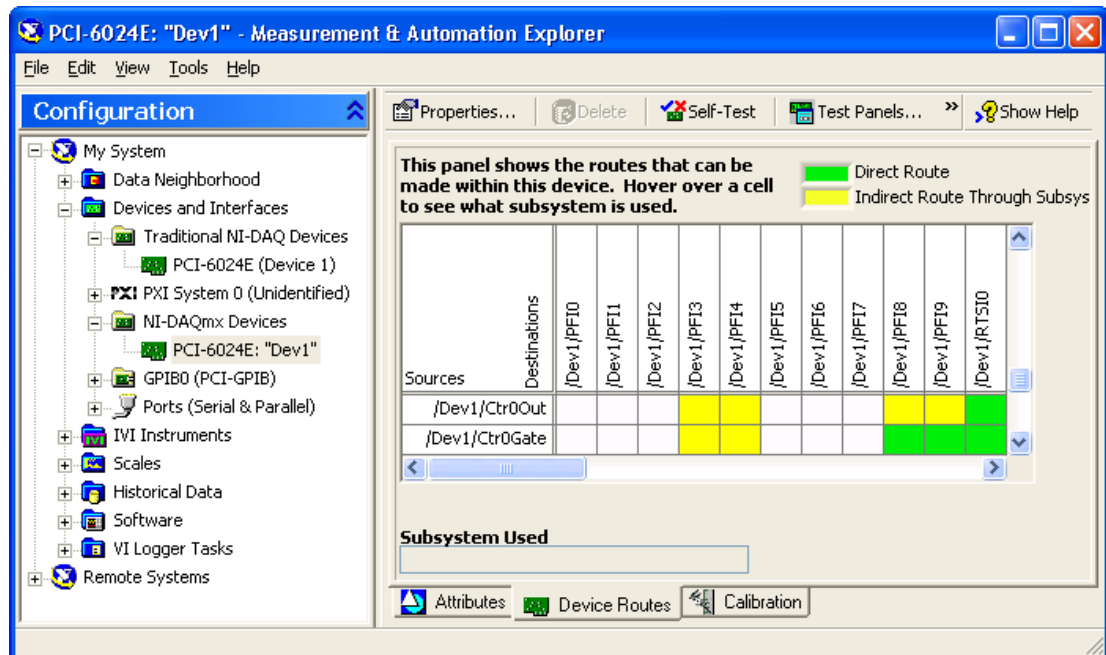 PCI-6024E: "Dev1" - Measurement & Automation Explorer
File Edit View Tools Help
Configuration
Properties... Delete Self-Test Test Panels... » Show Help
My System
Data Neighborhood
Devices and Interfaces
Traditional NI-DAQ Devices
PCI-6024E (Device 1)
PXI PXI System 0 (Unidentified)
NI-DAQmx Devices
PCI-6024E: "Dev1"
GPIB0 (PCI-GPIB)
Ports (Serial & Parallel)
IVI IVI Instruments
Scales
Historical Data
Software
VI Logger Tasks
Remote Systems
This panel shows the routes that can be
made within this device. Hover over a cell
to see what subsystem is used.
Direct Route
Indirect Route Through Subsys
Sources
Destinations
/Dev1/PFI0
/Dev1/PFI1
/Dev1/PFI2
/Dev1/PFI3
/Dev1/PFI4
/Dev1/PFI5
/Dev1/PFI6
/Dev1/PFI7
/Dev1/PFI8
/Dev1/PFI9
/Dev1/RTSI0
/Dev1/Ctr0Out
/Dev1/Ctr0Gate
Subsystem Used
Attributes Device Routes Calibration